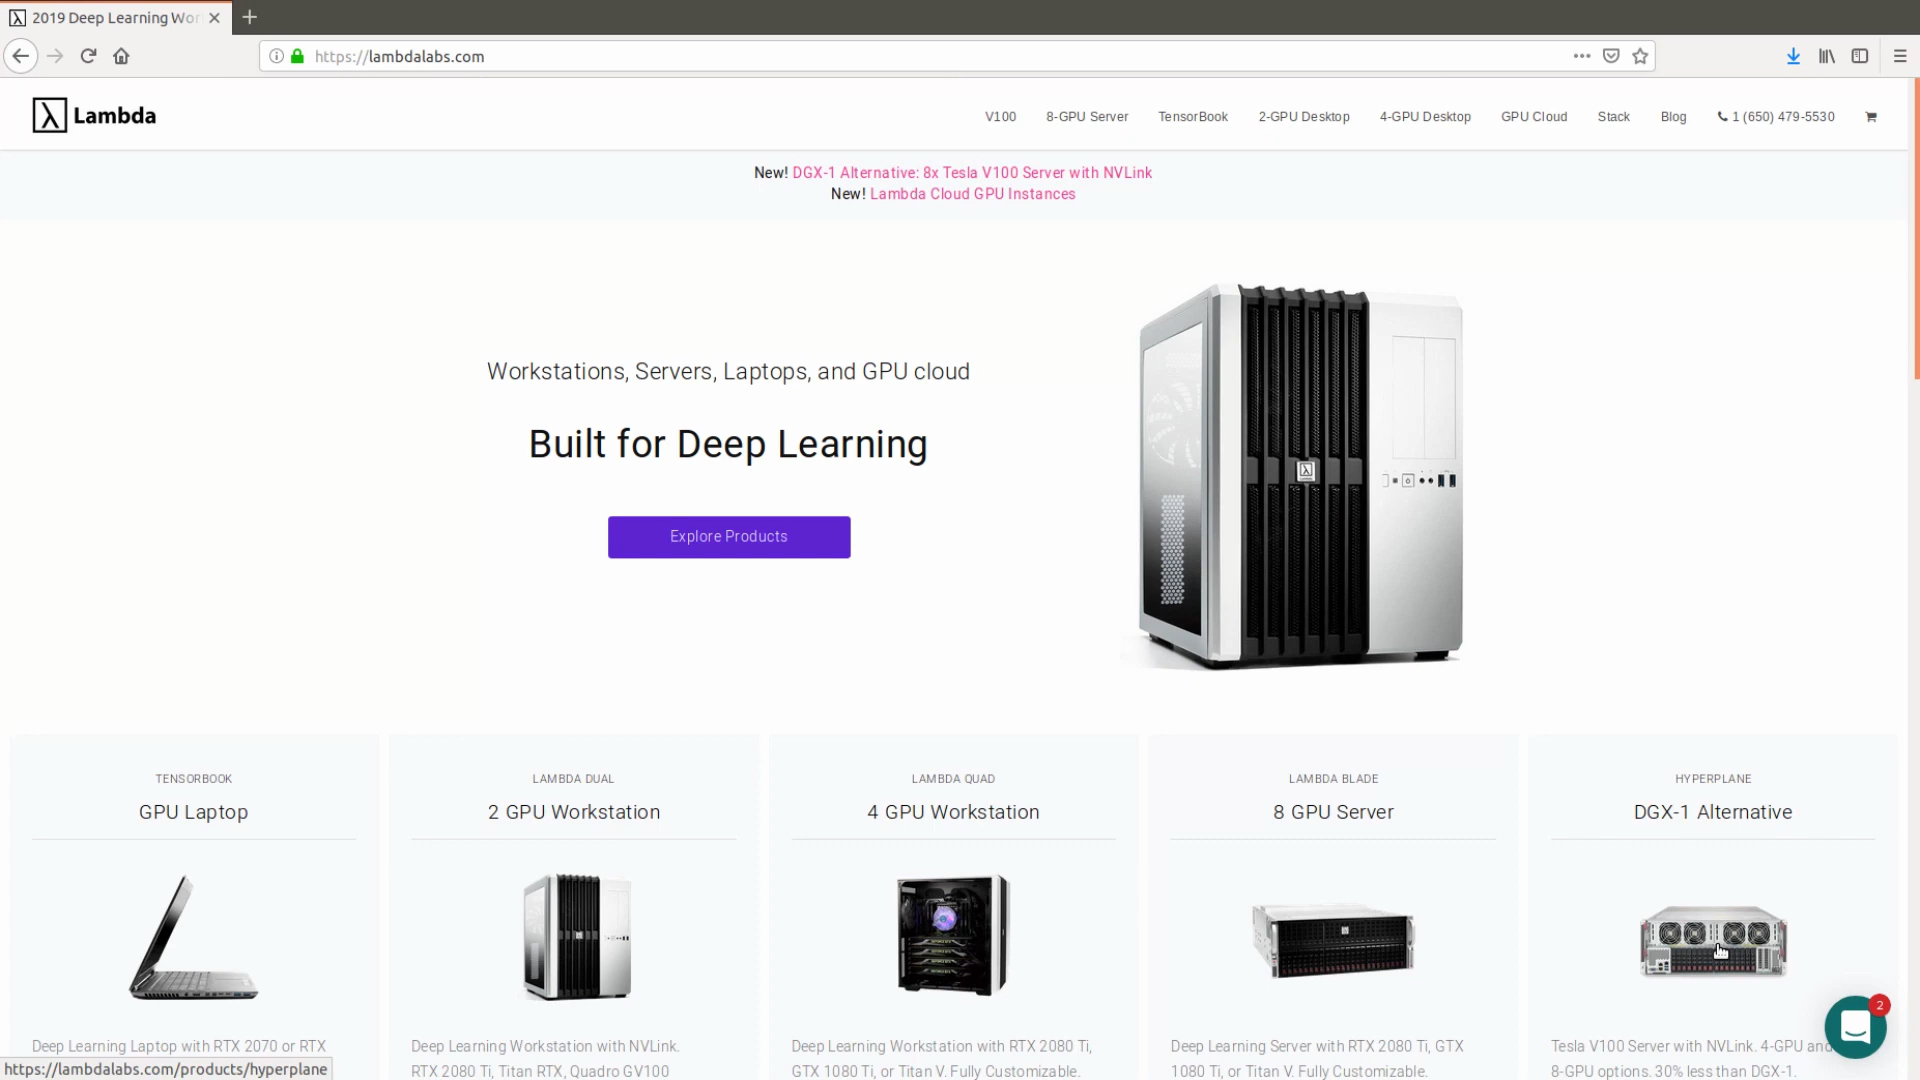 2019 Deep Learning Wor
https://lambdalabs.com
Lambda
V100 8-GPU Server TensorBook 2-GPU Desktop 4-GPU Desktop GPU Cloud Stack Blog 1 (650) 479-5530
New! DGX-1 Alternative: 8x Tesla V100 Server with NVLink
New! Lambda Cloud GPU Instances
Workstations, Servers, Laptops, and GPU cloud
Built for Deep Learning
Explore Products
TENSORBOOK
GPU Laptop
Deep Learning Laptop with RTX 2070 or RTX
LAMBDA DUAL
2 GPU Workstation
Deep Learning Workstation with NVLink.
RTX 2080 Ti, Titan RTX, Quadro GV100
LAMBDA QUAD
4 GPU Workstation
Deep Learning Workstation with RTX 2080 Ti,
GTX 1080 Ti, or Titan V. Fully Customizable.
LAMBDA BLADE
8 GPU Server
Deep Learning Server with RTX 2080 Ti, GTX
1080 Ti, or Titan V. Fully Customizable.
HYPERPLANE
DGX-1 Alternative
Tesla V100 Server with NVLink. 4-GPU and
8-GPU options. 30% less than DGX-1.
2
https://lambdalabs.com/products/hyperplane